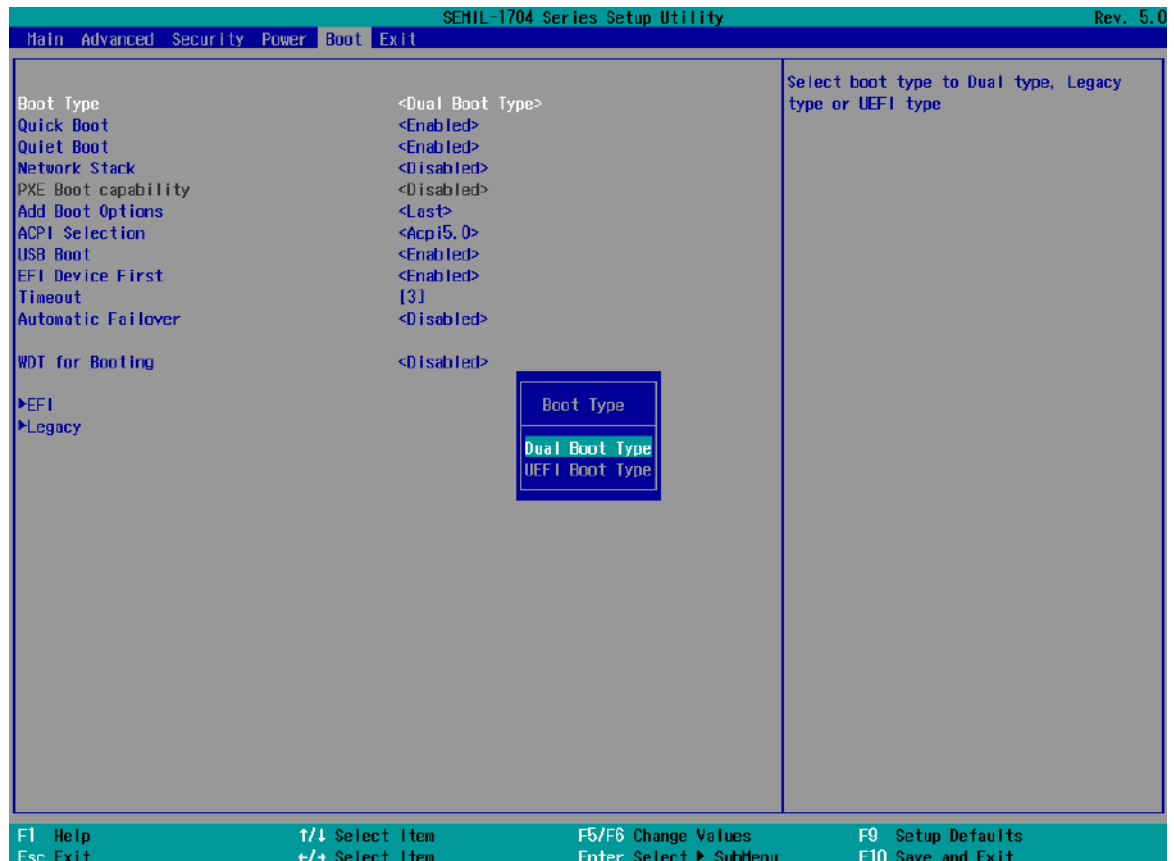 SEMIL-1704 Series Setup Utility Rev. 5.0
Main Advanced Security Power Boot Exit
Select boot type to Dual type, Legacy
type or UEFI type
Boot Type <Dual Boot Type>
Quick Boot <Enabled>
Quiet Boot <Enabled>
Network Stack <Disabled>
PXE Boot capability <Disabled>
Add Boot Options <Last>
ACPI Selection <Acpi5.0>
USB Boot <Enabled>
EFI Device First <Enabled>
Timeout [3]
Automatic Failover <Disabled>
WDT for Booting <Disabled>
▶EFI
▶Legacy
Boot Type
Dual Boot Type
UEFI Boot Type
F1 Help ↑/↓ Select Item F5/F6 Change Values F9 Setup Defaults
Esc Exit ←/→ Select Item Enter Select ▶ SubMenu F10 Save and Exit